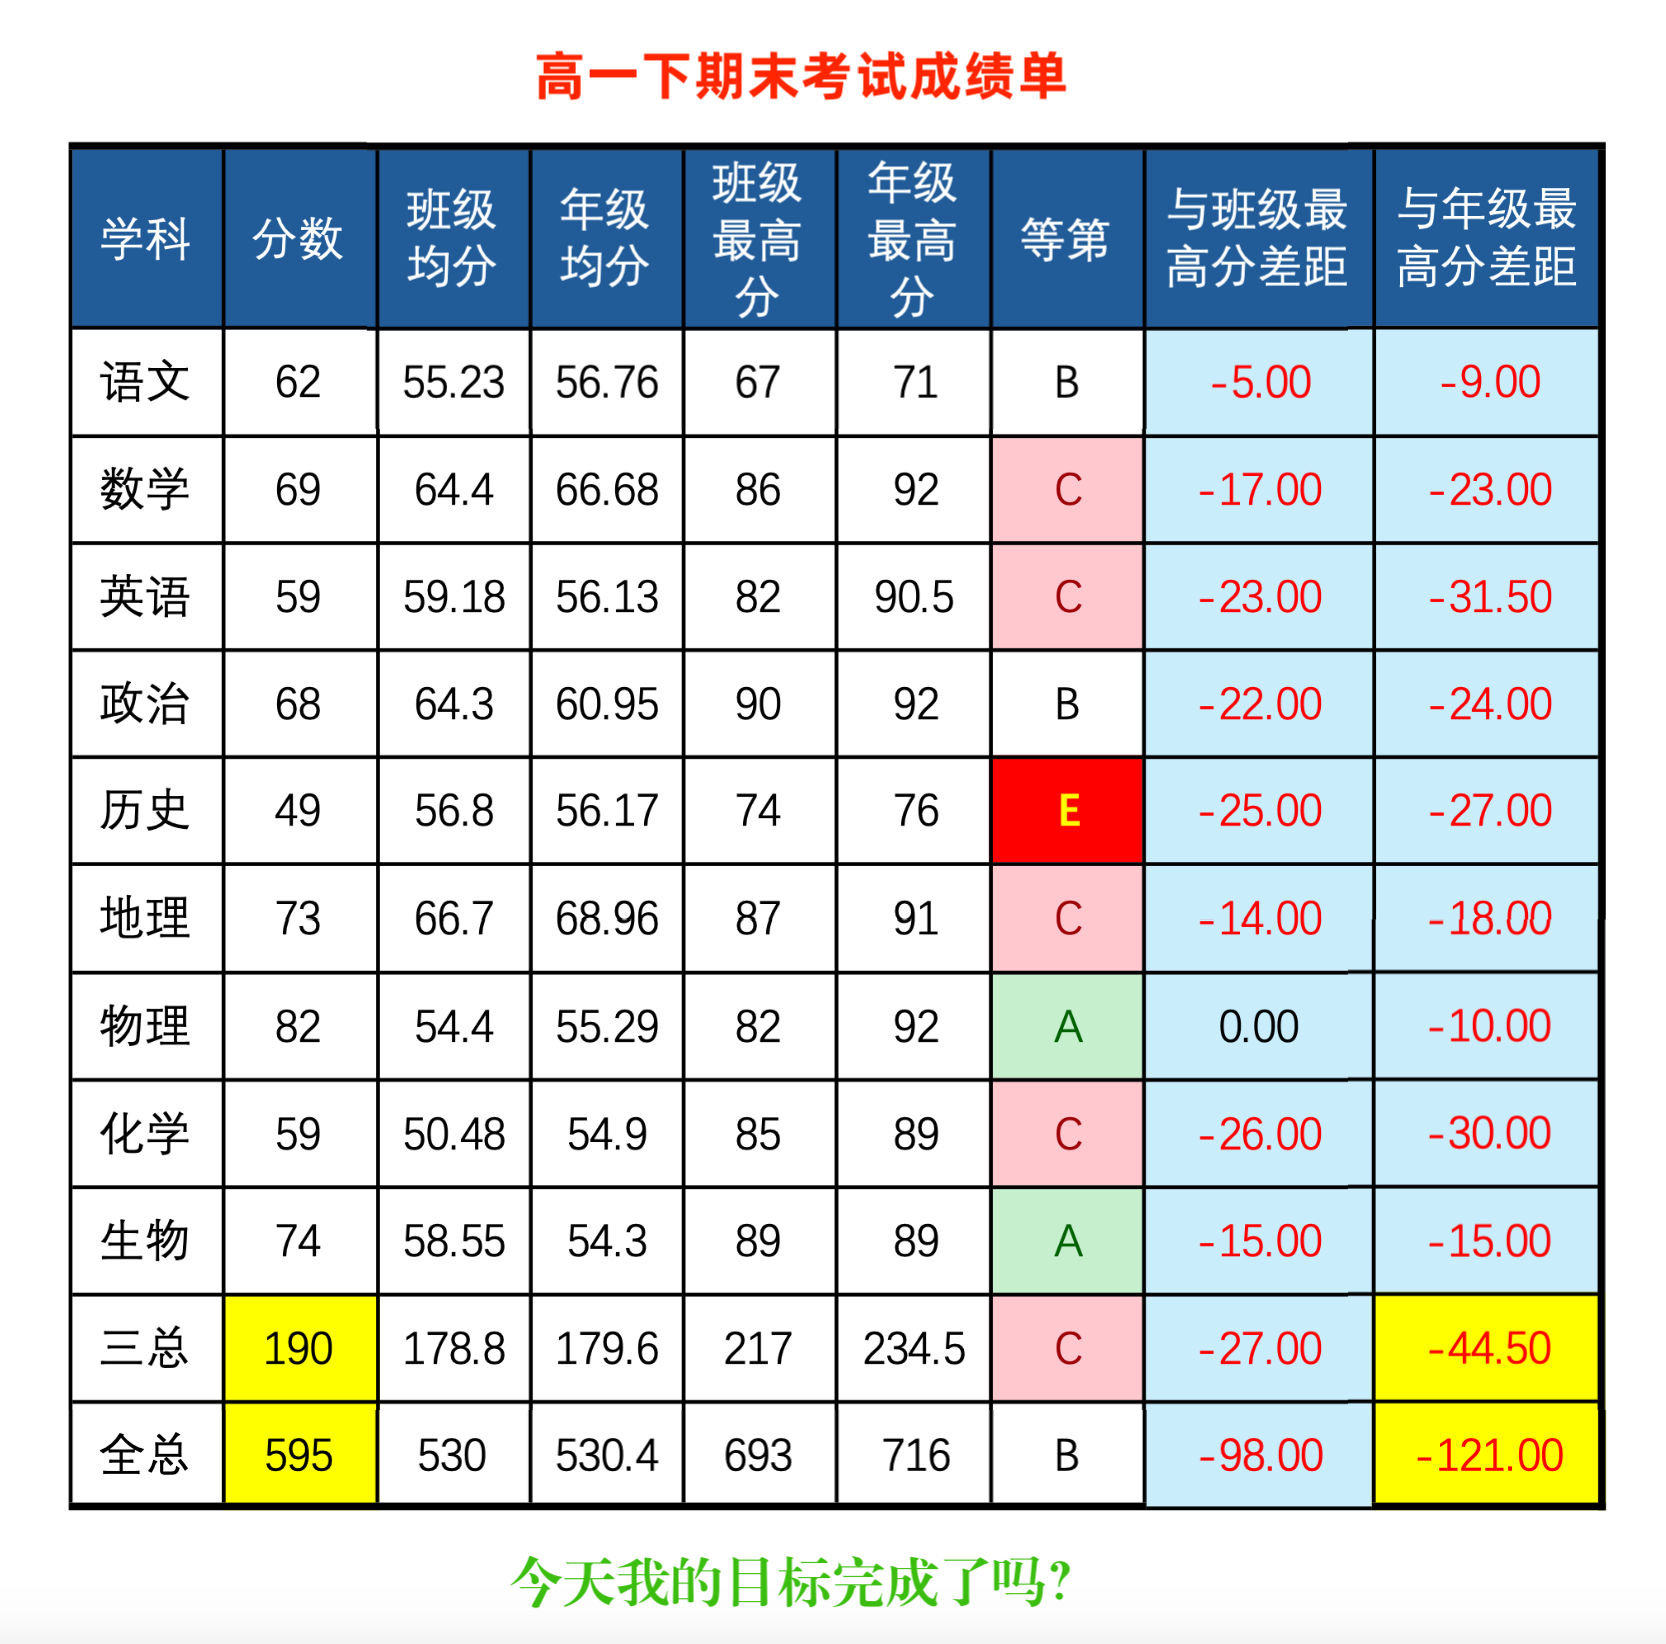 高一下期末考试成绩单
学科 分数 班级均分 年级均分 班级最高分 年级最高分 等第 与班级最高分差距 与年级最高分差距
语文 62 55.23 56.76 67 71 B -5.00 -9.00
数学 69 64.4 66.68 86 92 C -17.00 -23.00
英语 59 59.18 56.13 82 90.5 C -23.00 -31.50
政治 68 64.3 60.95 90 92 B -22.00 -24.00
历史 49 56.8 56.17 74 76 E -25.00 -27.00
地理 73 66.7 68.96 87 91 C -14.00 -18.00
物理 82 54.4 55.29 82 92 A 0.00 -10.00
化学 59 50.48 54.9 85 89 C -26.00 -30.00
生物 74 58.55 54.3 89 89 A -15.00 -15.00
三总 190 178.8 179.6 217 234.5 C -27.00 -44.50
全总 595 530 530.4 693 716 B -98.00 -121.00
今天我的目标完成了吗？